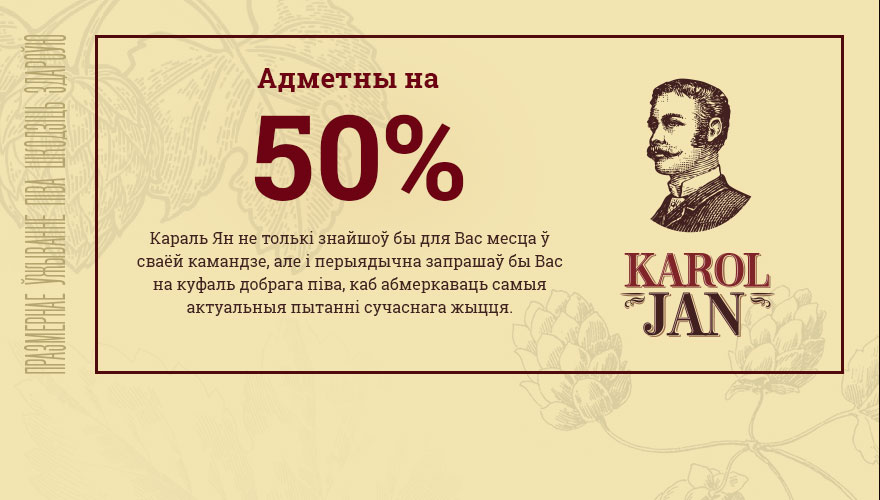 ПРАЗМЕРНАЕ ЎЖЫВАННЕ ПІВА ШКОДЗІЦЬ ЗДАРОЎЮ
Адметны на
50%
Караль Ян не толькі знайшоў бы для Вас месца ў
сваёй камандзе, але і перыядычна запрашаў бы Вас
на куфаль добрага піва, каб абмеркаваць самыя
актуальныя пытанні сучаснага жыцця.
KAROL
JAN